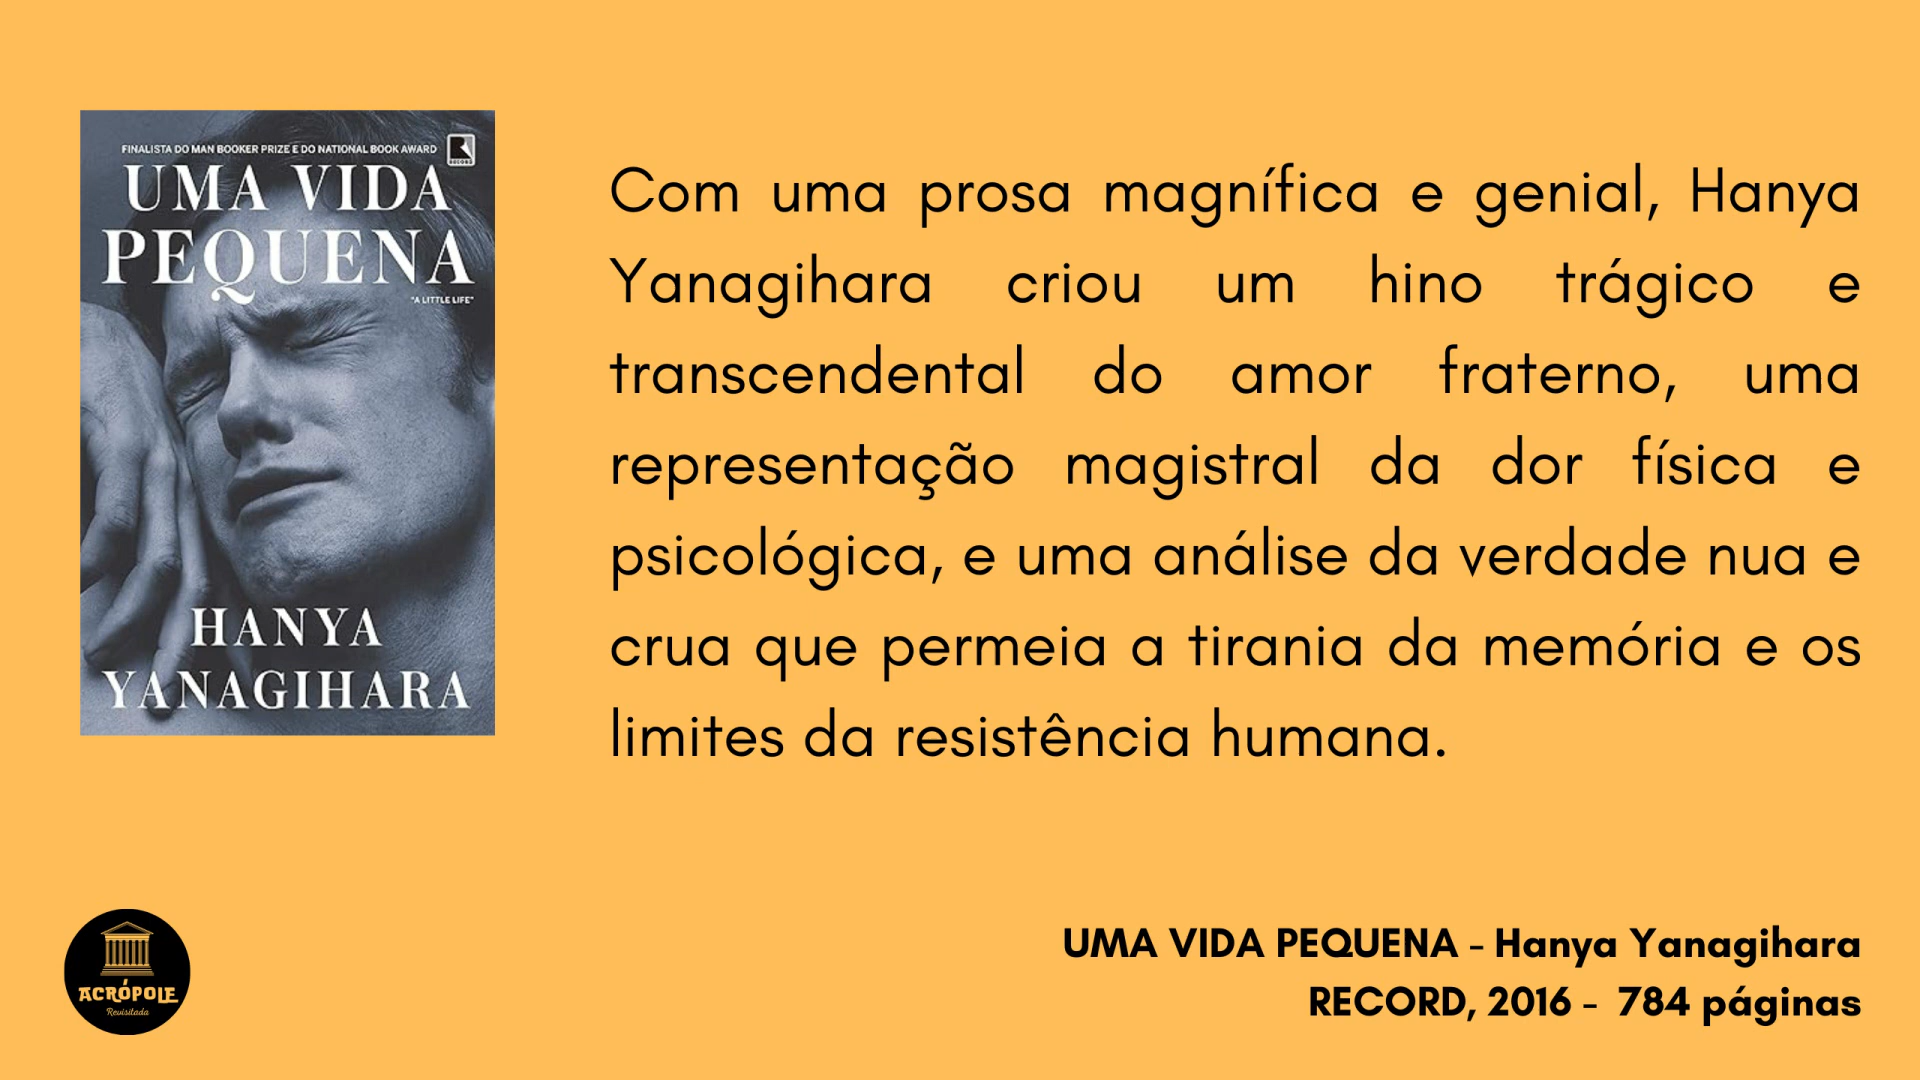 FINALISTA DO MAN BOOKER PRIZE E DO NATIONAL BOOK AWARD
RECORD
UMA VIDA
PEQUENA
"A LITTLE LIFE"
HANYA
YANAGIHARA
Com uma prosa magnífica e genial, Hanya
Yanagihara criou um hino trágico e
transcendental do amor fraterno, uma
representação magistral da dor física e
psicológica, e uma análise da verdade nua e
crua que permeia a tirania da memória e os
limites da resistência humana.
ACRÓPOLE
Revisitada
UMA VIDA PEQUENA - Hanya Yanagihara
RECORD, 2016 - 784 páginas